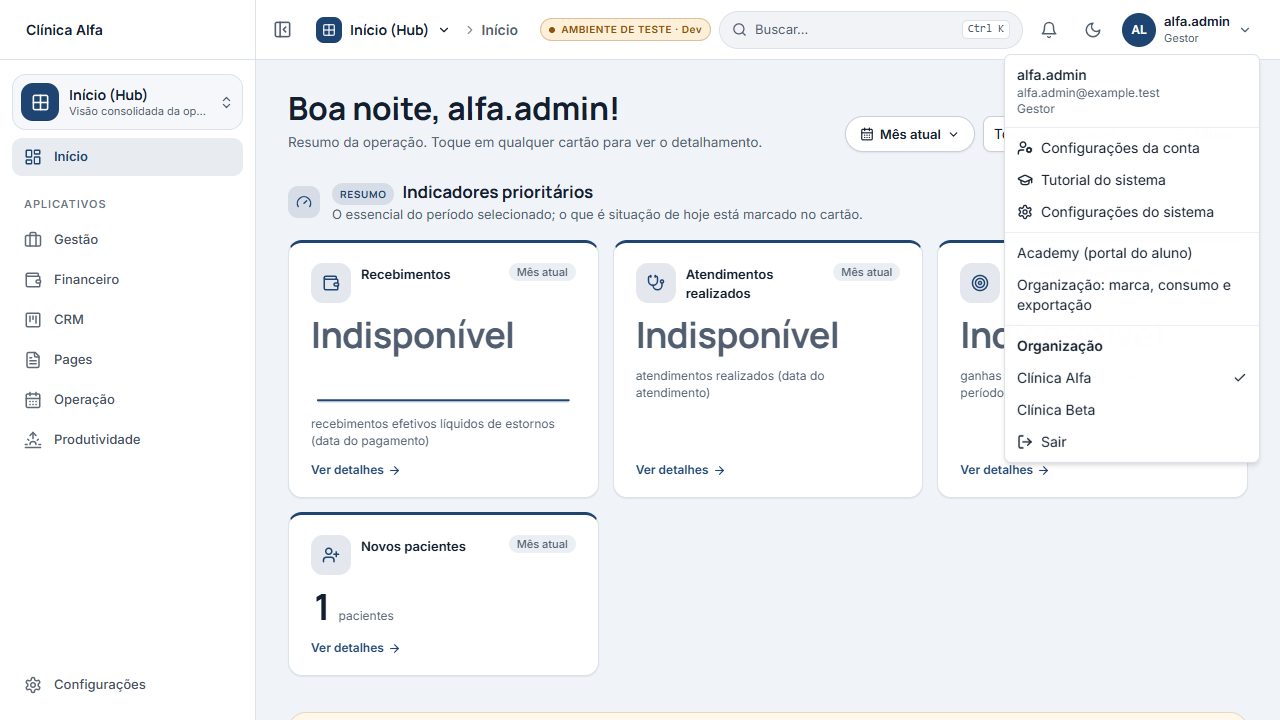 Clínica Alfa
Início (Hub)
Início
AMBIENTE DE TESTE · Dev
Buscar...
Ctrl K
AL
alfa.admin
Gestor
Início (Hub)
Visão consolidada da op...
Início
APLICATIVOS
Gestão
Financeiro
CRM
Pages
Operação
Produtividade
Configurações
Boa noite, alfa.admin!
Resumo da operação. Toque em qualquer cartão para ver o detalhamento.
Mês atual
RESUMO
Indicadores prioritários
O essencial do período selecionado; o que é situação de hoje está marcado no cartão.
Recebimentos
Mês atual
Indisponível
recebimentos efetivos líquidos de estornos
(data do pagamento)
Ver detalhes
Atendimentos
realizados
Mês atual
Indisponível
atendimentos realizados (data do
atendimento)
Ver detalhes
ganhas
Ver detalhes
Novos pacientes
Mês atual
1 pacientes
Ver detalhes
alfa.admin
alfa.admin@example.test
Gestor
Configurações da conta
Tutorial do sistema
Configurações do sistema
Academy (portal do aluno)
Organização: marca, consumo e
exportação
Organização
Clínica Alfa
Clínica Beta
Sair